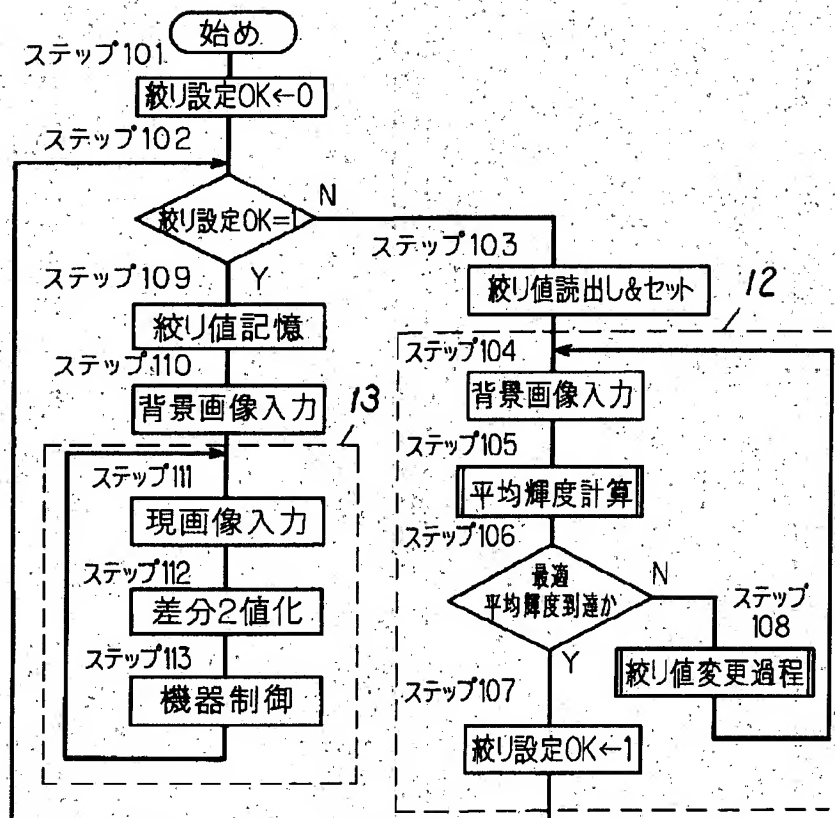 始め
ステップ101
絞り設定OK←0
ステップ102
絞り設定OK=1
N
Y
ステップ103
絞り値読出し&セット
12
ステップ109
絞り値記憶
ステップ110
背景画像入力
13
ステップ111
現画像入力
ステップ112
差分2値化
ステップ113
機器制御
ステップ104
背景画像入力
ステップ105
平均輝度計算
ステップ106
最適
平均輝度到達か
N
Y
ステップ
108
絞り値変更過程
ステップ107
絞り設定OK←1